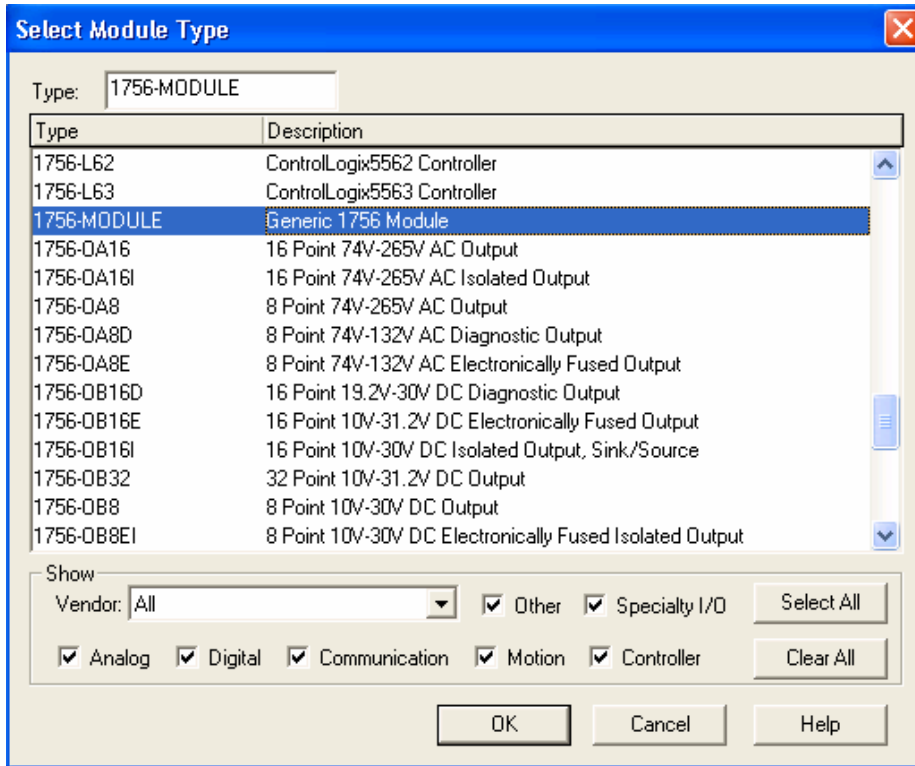 Select Module Type
Type: 1756-MODULE
Type Description
1756-L62 ControlLogix5562 Controller
1756-L63 ControlLogix5563 Controller
1756-MODULE Generic 1756 Module
1756-OA16 16 Point 74V-265V AC Output
1756-OA16I 16 Point 74V-265V AC Isolated Output
1756-OA8 8 Point 74V-265V AC Output
1756-OA8D 8 Point 74V-132V AC Diagnostic Output
1756-OA8E 8 Point 74V-132V AC Electronically Fused Output
1756-OB16D 16 Point 19.2V-30V DC Diagnostic Output
1756-OB16E 16 Point 10V-31.2V DC Electronically Fused Output
1756-OB16I 16 Point 10V-30V DC Isolated Output, Sink/Source
1756-OB32 32 Point 10V-31.2V DC Output
1756-OB8 8 Point 10V-30V DC Output
1756-OB8EI 8 Point 10V-30V DC Electronically Fused Isolated Output
Show
Vendor: All Other Specialty I/O Select All
Analog Digital Communication Motion Controller Clear All
OK Cancel Help